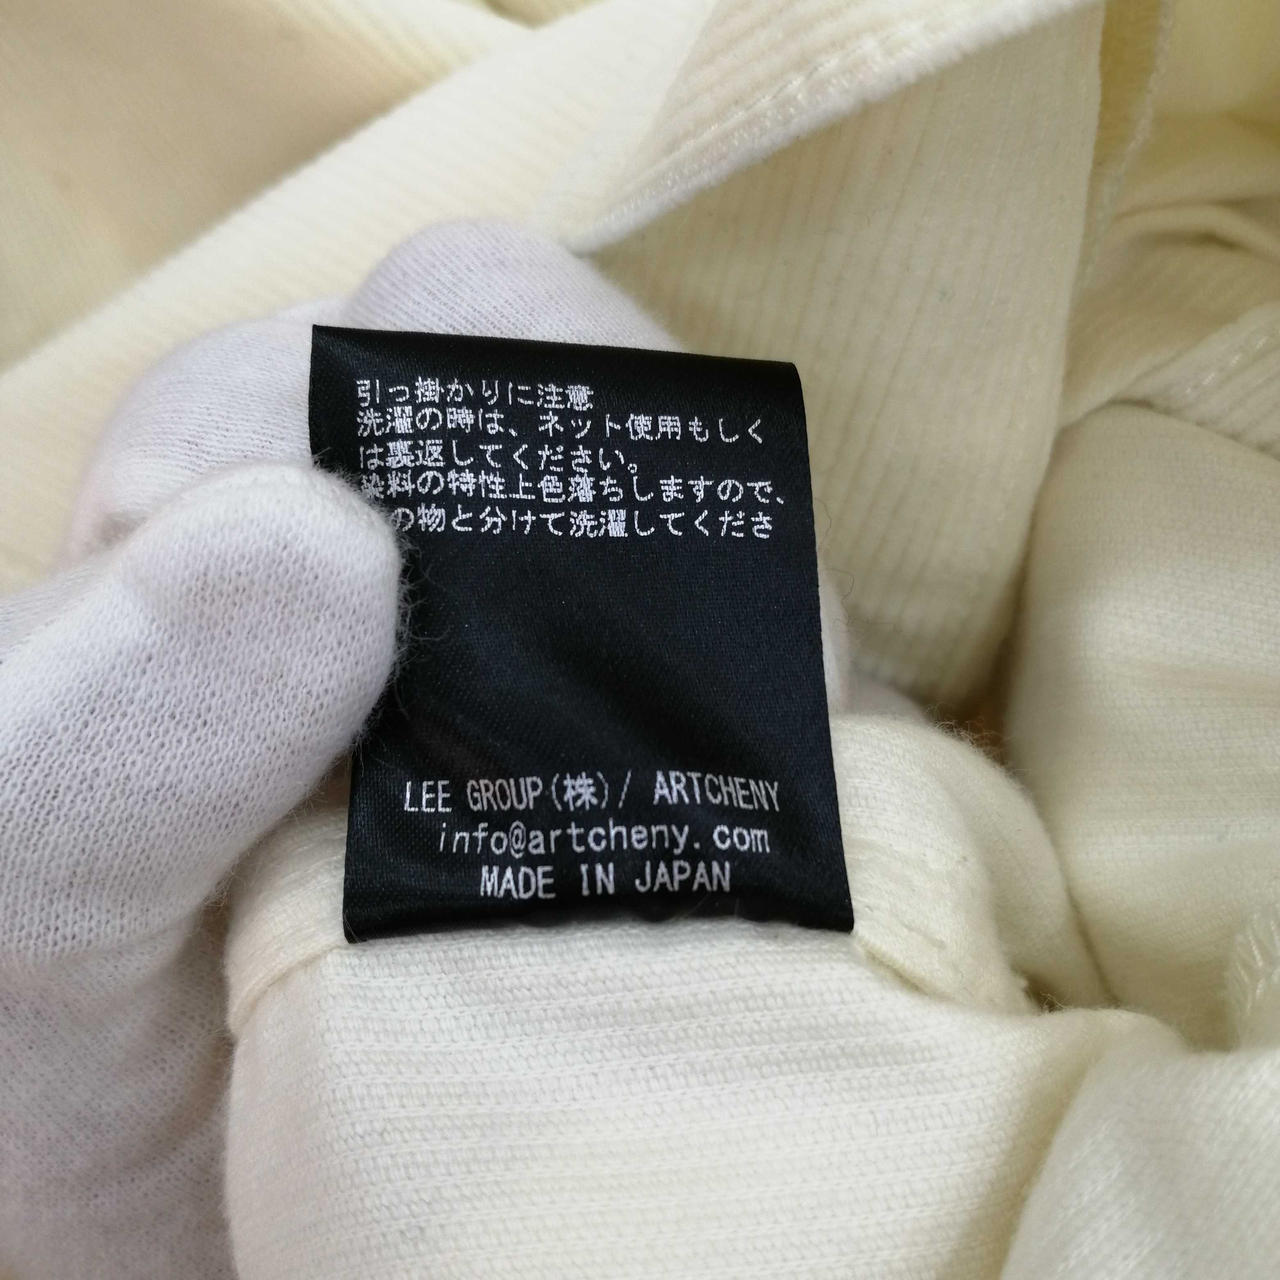 引っ掛かりに注意
洗濯の時は、ネット使用もしく
は裏返してください。
染料の特性上色落ちしますので、
の物と分けて洗濯してくださ
LEE GROUP(株)/ ARTCHENY
info@artcheny.com
MADE IN JAPAN